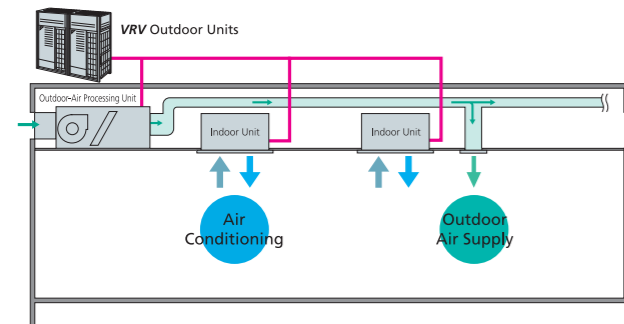 VRV Outdoor Units
Outdoor-Air Processing Unit
Indoor Unit
Indoor Unit
Air
Conditioning
Outdoor
Air Supply